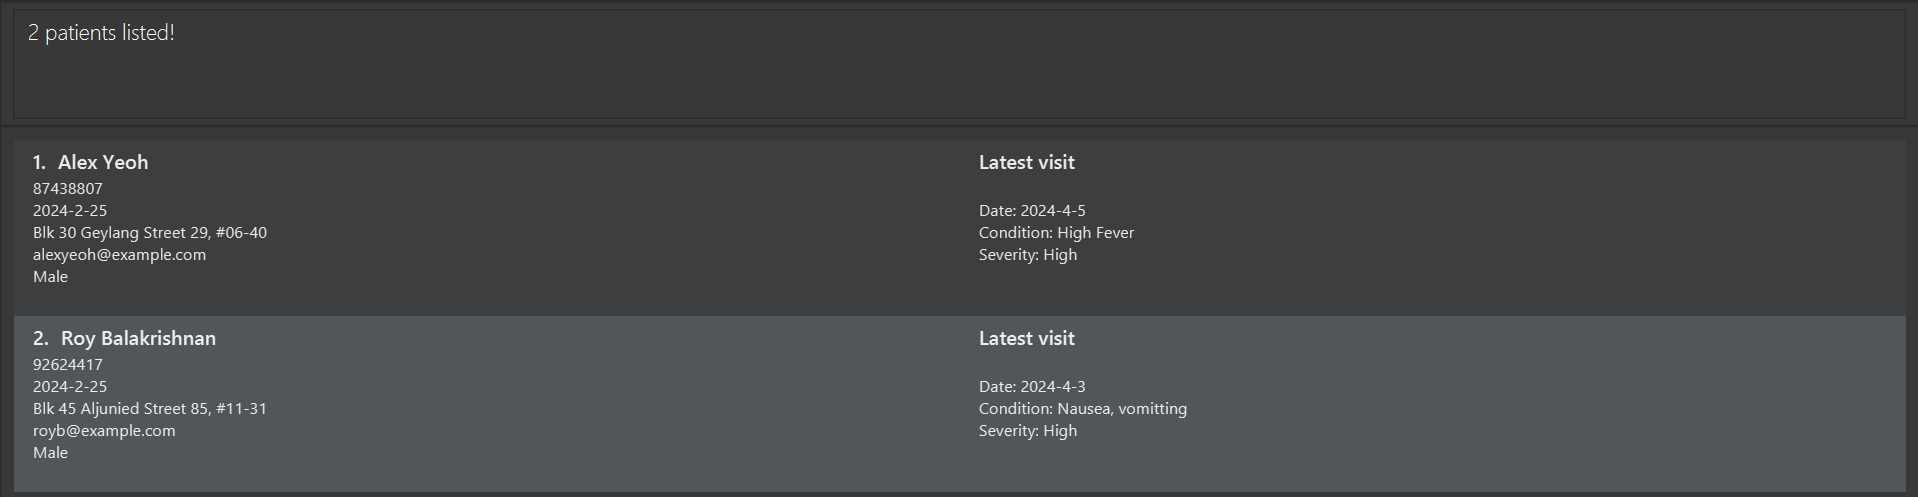 2 patients listed!
1. Alex Yeoh
87438807
2024-2-25
Blk 30 Geylang Street 29, #06-40
alexyeoh@example.com
Male
Latest visit
Date: 2024-4-5
Condition: High Fever
Severity: High
2. Roy Balakrishnan
92624417
2024-2-25
Blk 45 Aljunied Street 85, #11-31
royb@example.com
Male
Latest visit
Date: 2024-4-3
Condition: Nausea, vomitting
Severity: High